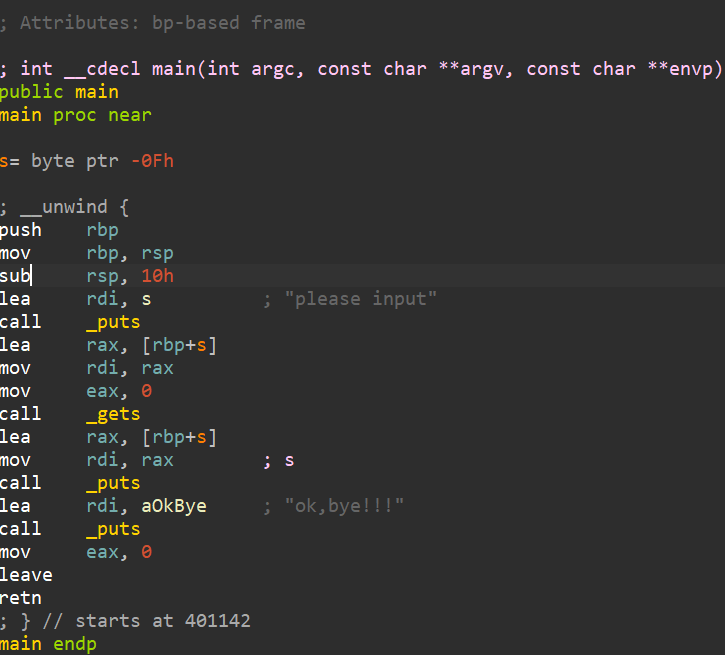 ; Attributes: bp-based frame
; int __cdecl main(int argc, const char **argv, const char **envp)
public main
main proc near
s= byte ptr -0Fh
; __unwind {
push rbp
mov rbp, rsp
sub rsp, 10h
lea rdi, s ; "please input"
call _puts
lea rax, [rbp+s]
mov rdi, rax
mov eax, 0
call _gets
lea rax, [rbp+s]
mov rdi, rax ; s
call _puts
lea rdi, aOkBye ; "ok,bye!!!"
call _puts
mov eax, 0
leave
retn
; } // starts at 401142
main endp